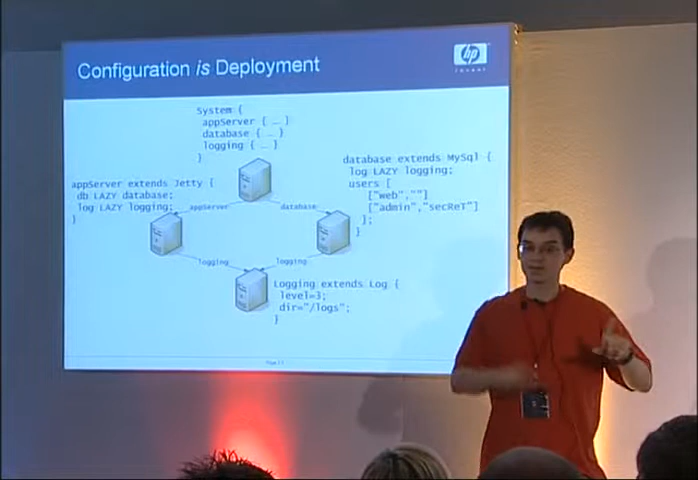 Configuration is Deployment
hp
invent
System {
appServer { ... }
database { ... }
logging { ... }
}
database extends MySql {
log LAZY logging;
users [
["web",""]
["admin","secReT"]
];
}
appServer extends Jetty {
db LAZY database;
log LAZY logging;
}
appServer
database
logging
logging
Logging extends Log {
level=3;
dir="/logs";
}